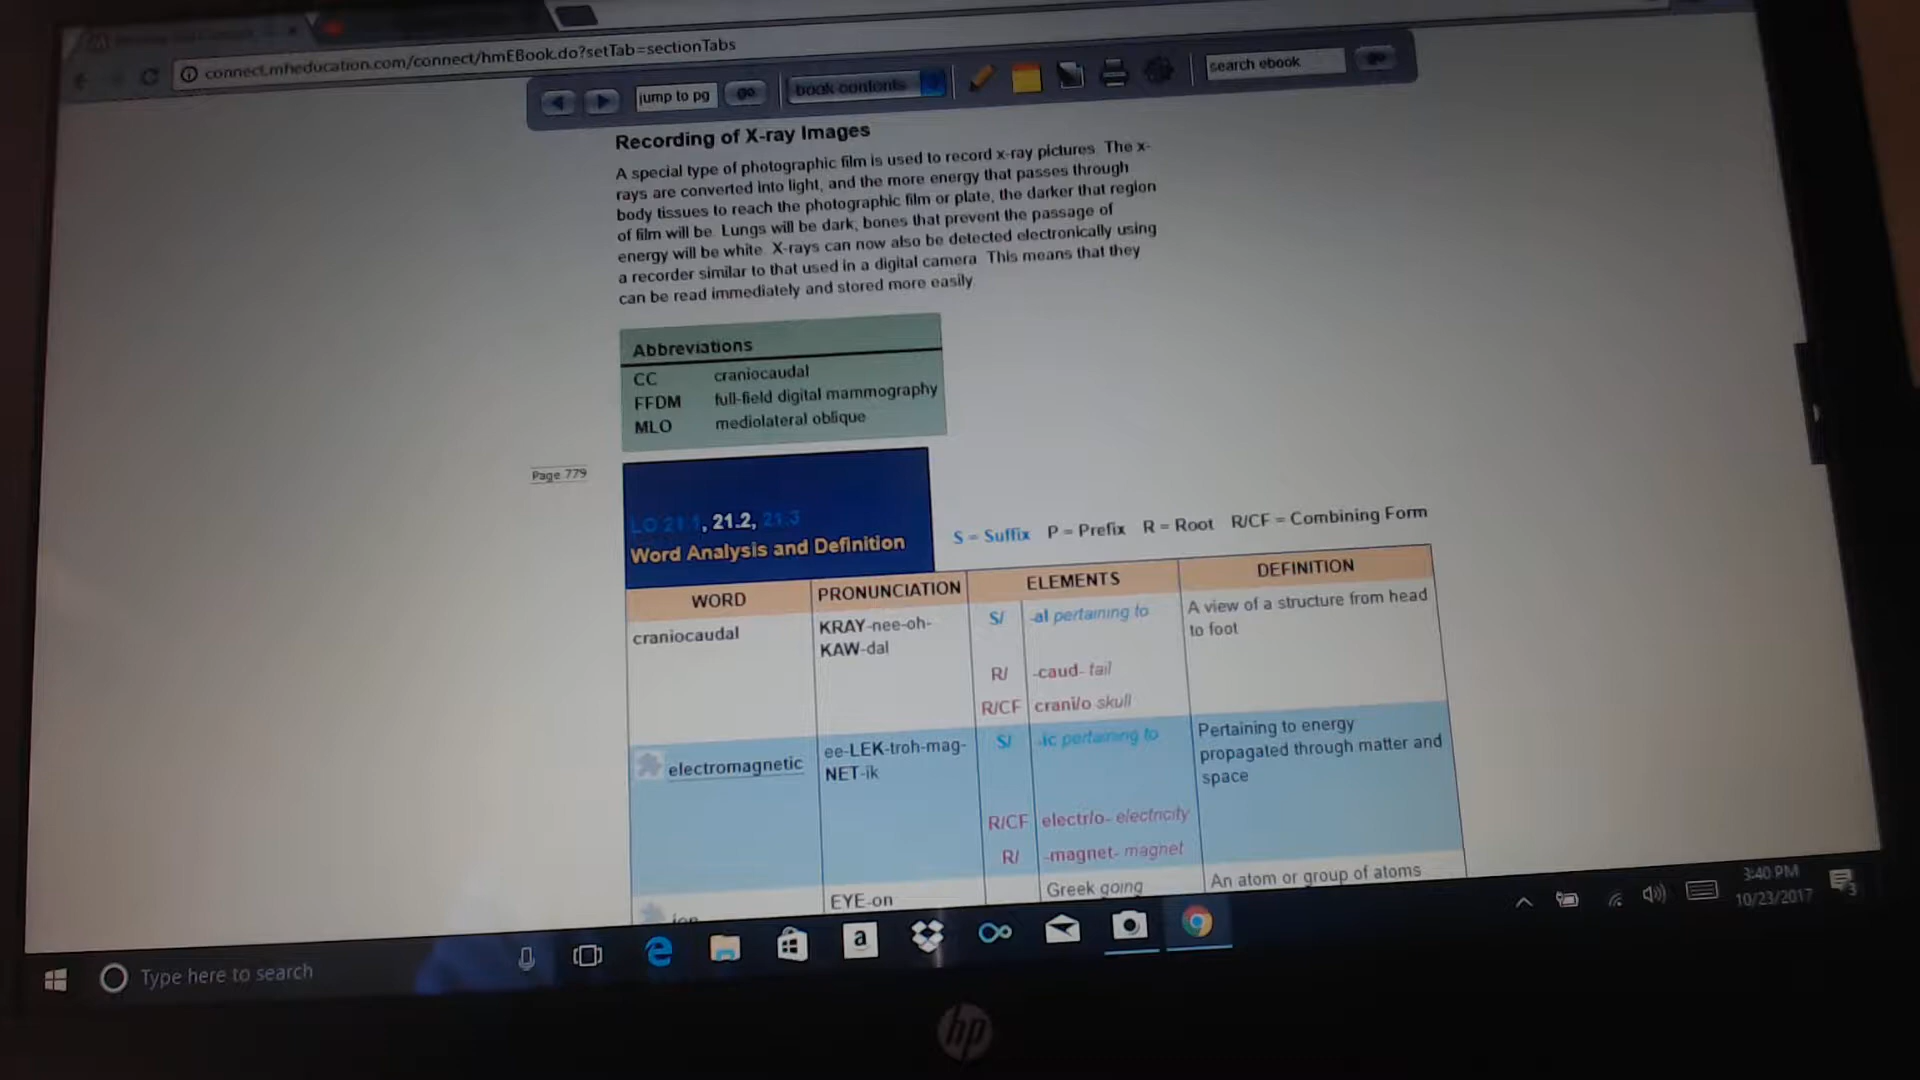 connect.mheducation.com/connect/hmEBook.do?setTab=sectionTabs
jump to pg
go
book contents
search ebook
go
Recording of X-ray Images
A special type of photographic film is used to record x-ray pictures. The x-
rays are converted into light, and the more energy that passes through
body tissues to reach the photographic film or plate, the darker that region
of film will be. Lungs will be dark; bones that prevent the passage of
energy will be white. X-rays can now also be detected electronically using
a recorder similar to that used in a digital camera. This means that they
can be read immediately and stored more easily.
Abbreviations
CC craniocaudal
FFDM full-field digital mammography
MLO mediolateral oblique
Page 779
LO 21.1, 21.2, 21.3
Word Analysis and Definition
S = Suffix P = Prefix R = Root R/CF = Combining Form
WORD PRONUNCIATION ELEMENTS DEFINITION
craniocaudal
KRAY-nee-oh-
KAW-dal
S/ -al pertaining to
R/ -caud- tail
R/CF crani/o skull
A view of a structure from head
to foot
electromagnetic
ee-LEK-troh-mag-
NET-ik
S/ -ic pertaining to
R/CF electr/o- electricity
R/ -magnet- magnet
Pertaining to energy
propagated through matter and
space
ion
EYE-on
Greek going
An atom or group of atoms
Type here to search
a
3:40 PM
10/23/2017
3
hp